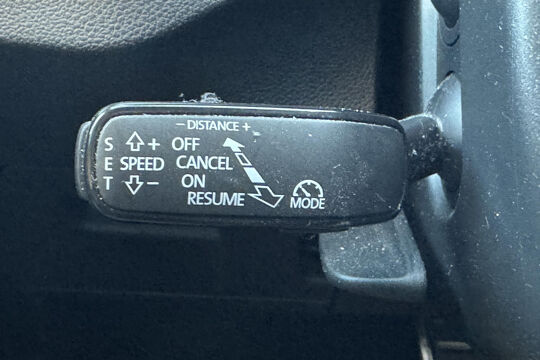 − DISTANCE +
S + OFF
E SPEED CANCEL
T − ON
RESUME
MODE